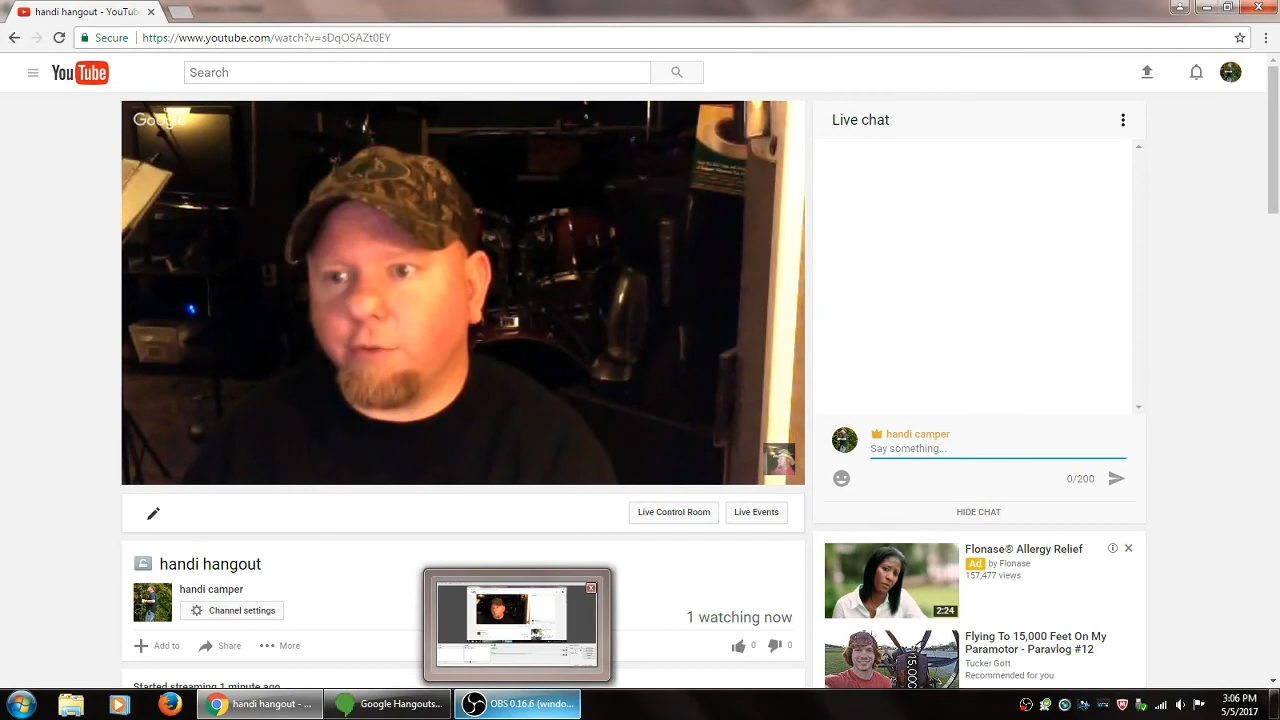 handi hangout - YouTub
Secure
https://www.youtube.com/watch?v=sDqOSAZt0EY
YouTube
Search
Google
Live chat
handi camper
Say something...
0/200
HIDE CHAT
Live Control Room
Live Events
handi hangout
handi camper
Channel settings
1 watching now
Add to
Share
More
0
0
Started streaming 1 minute ago
Flonase® Allergy Relief
Ad by Flonase
157,477 views
2:24
Flying To 15,000 Feet On My
Paramotor - Paravlog #12
Tucker Gott
Recommended for you
15,000
handi hangout - ...
Google Hangouts...
OBS 0.16.6 (windo...
3:06 PM
5/5/2017